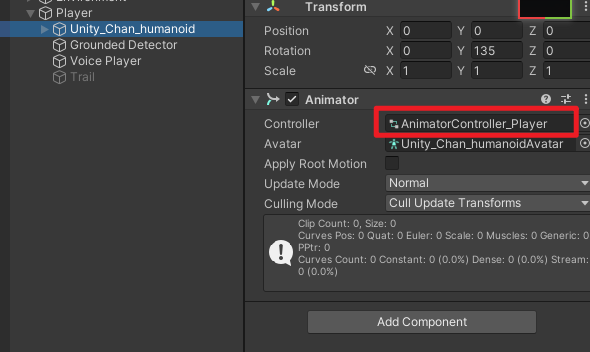 Player
Unity_Chan_humanoid
Grounded Detector
Voice Player
Trail
Transform
Position X 0 Y 0 Z 0
Rotation X 0 Y 135 Z 0
Scale X 1 Y 1 Z 1
Animator
Controller AnimatorController_Player
Avatar Unity_Chan_humanoidAvatar
Apply Root Motion
Update Mode Normal
Culling Mode Cull Update Transforms
Clip Count: 0, Size: 0
Curves Pos: 0 Quat: 0 Euler: 0 Scale: 0 Muscles: 0 Generic: 0
PPtr: 0
Curves Count: 0 Constant: 0 (0.0%) Dense: 0 (0.0%) Stream:
0 (0.0%)
Add Component